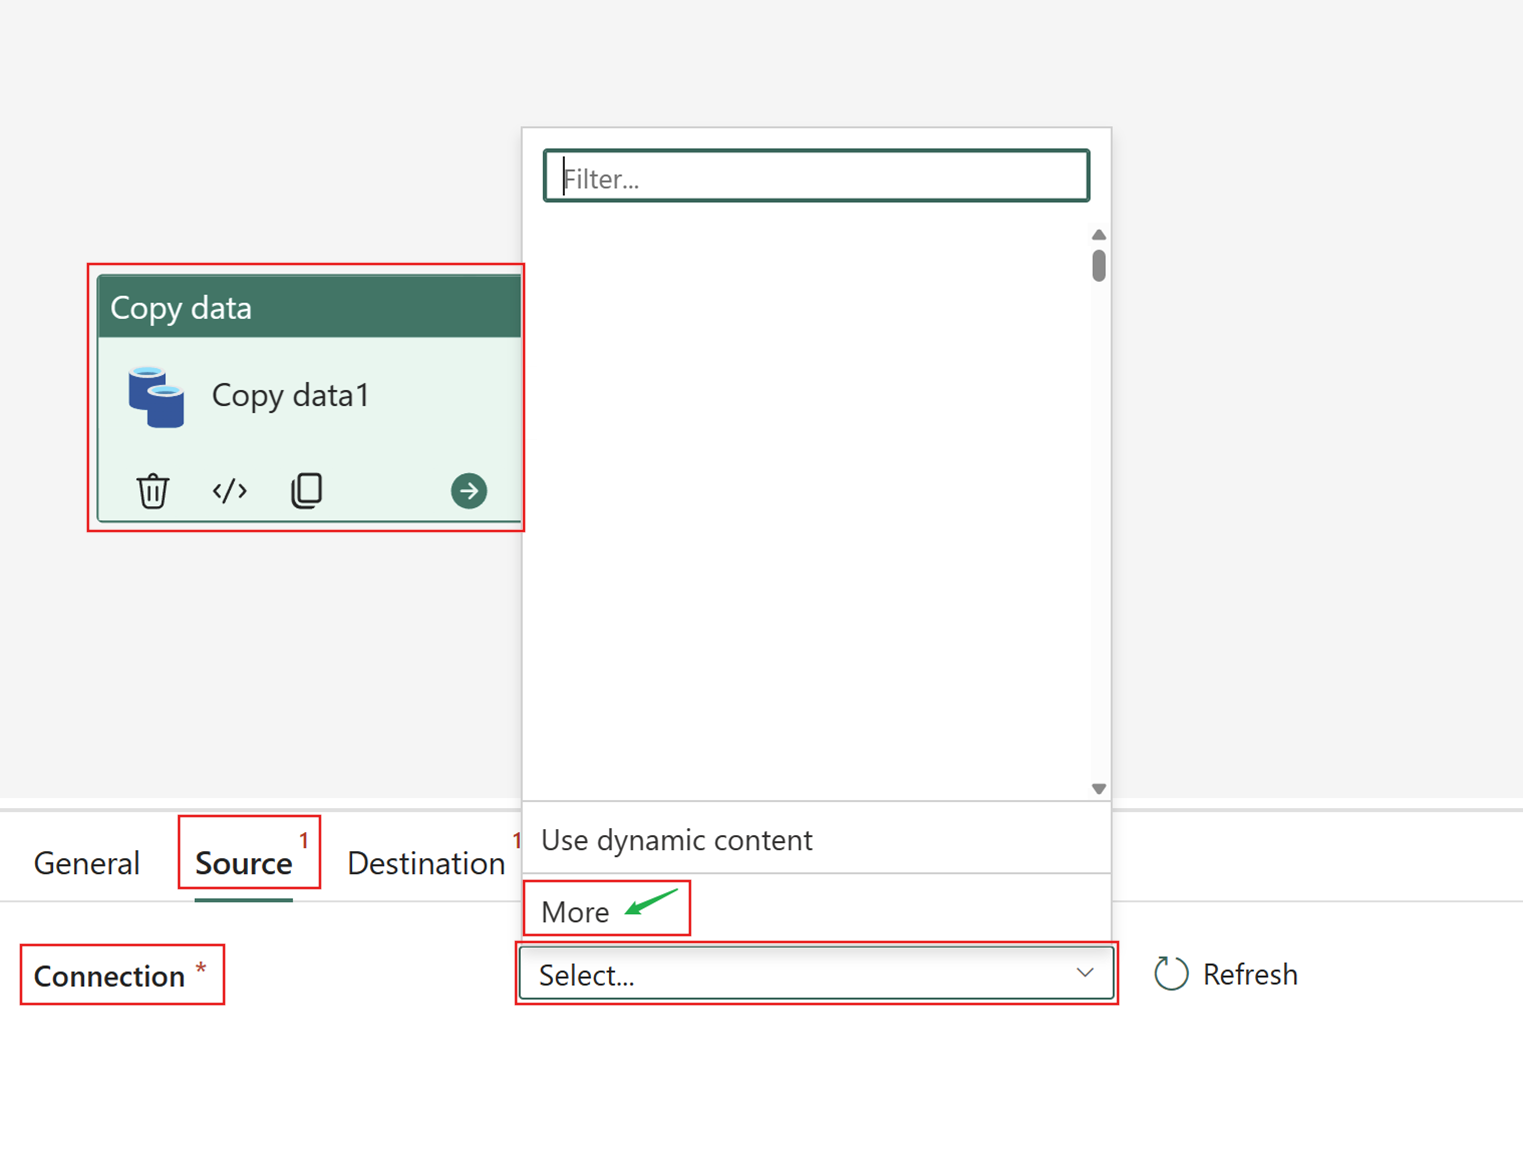 Filter...
Copy data
Copy data1
</>
Use dynamic content
General
Source 1
Destination 1
More
Connection *
Select...
Refresh